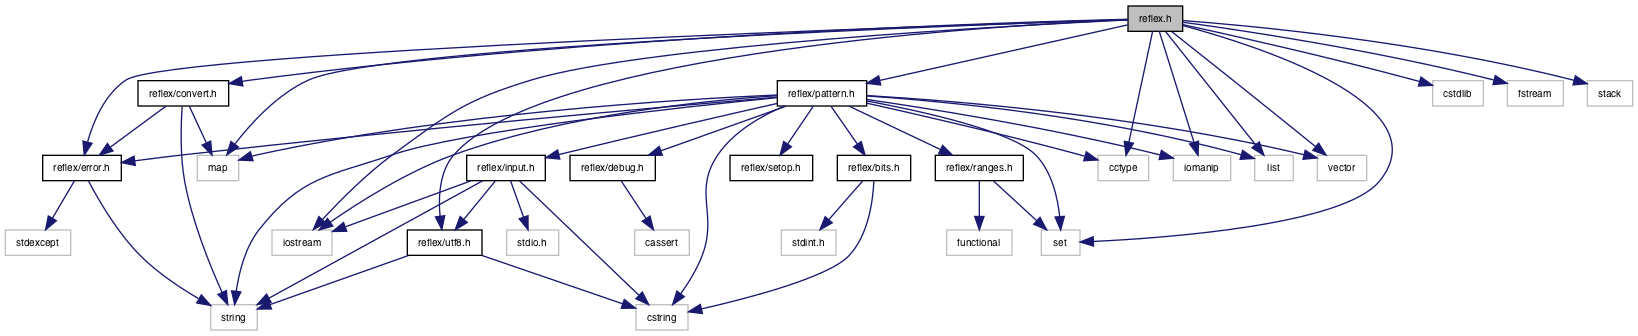 reflex.h
reflex/convert.h
reflex/pattern.h
cstdlib
fstream
stack
reflex/error.h
map
reflex/input.h
reflex/debug.h
reflex/setop.h
reflex/bits.h
reflex/ranges.h
cctype
iomanip
list
vector
stdexcept
iostream
reflex/utf8.h
stdio.h
cassert
stdint.h
functional
set
string
cstring